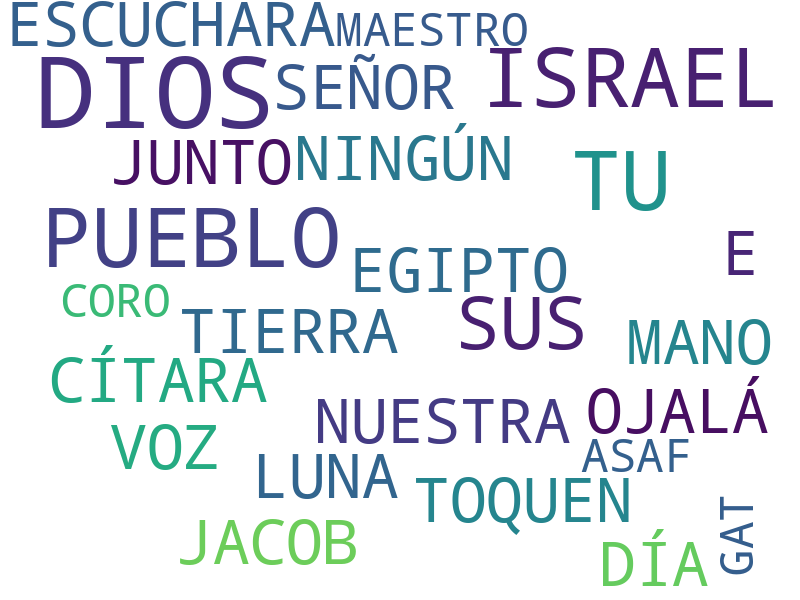 ESCUCHARA MAESTRO
DIOS SEÑOR ISRAEL
JUNTO NINGÚN TU
PUEBLO EGIPTO E
CORO TIERRA SUS MANO
CÍTARA NUESTRA OJALÁ
VOZ LUNA ASAF
JACOB TOQUEN DÍA GAT